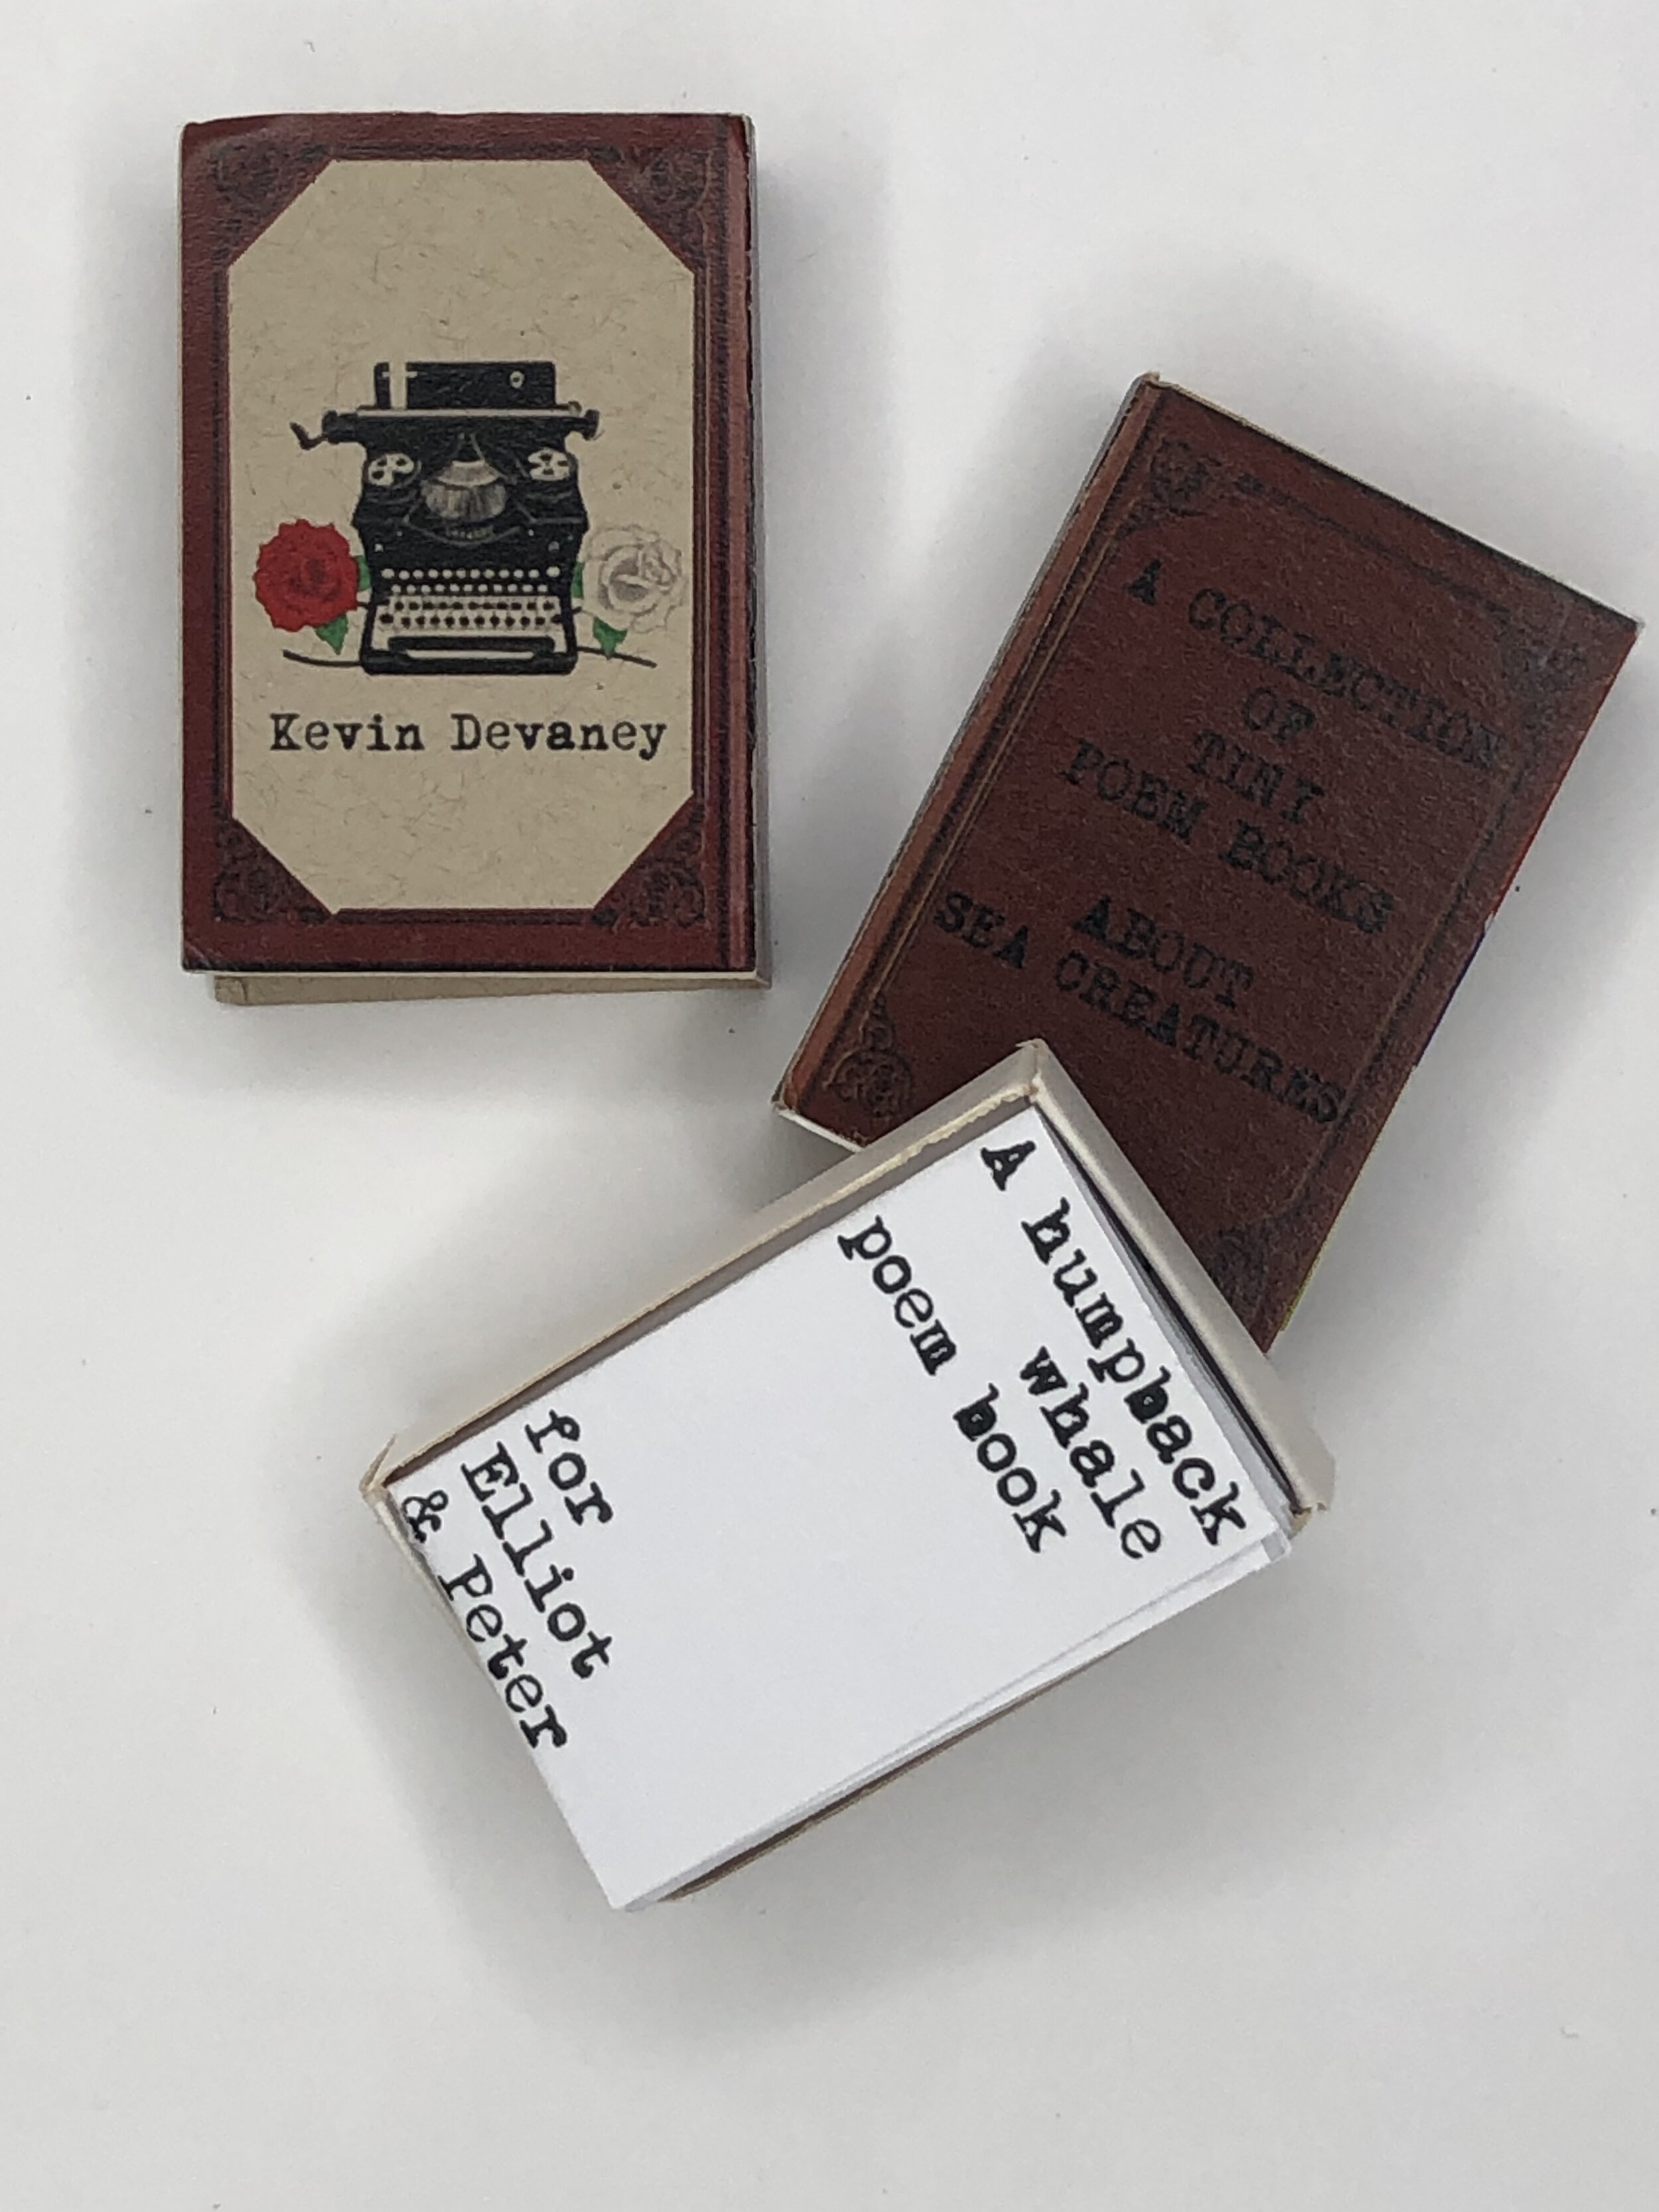 Kevin Devaney
A COLLECTION
OF
TINY
POEM BOOKS
ABOUT
SEA CREATURES
A humpback
whale
poem book
for
Elliot
& Peter